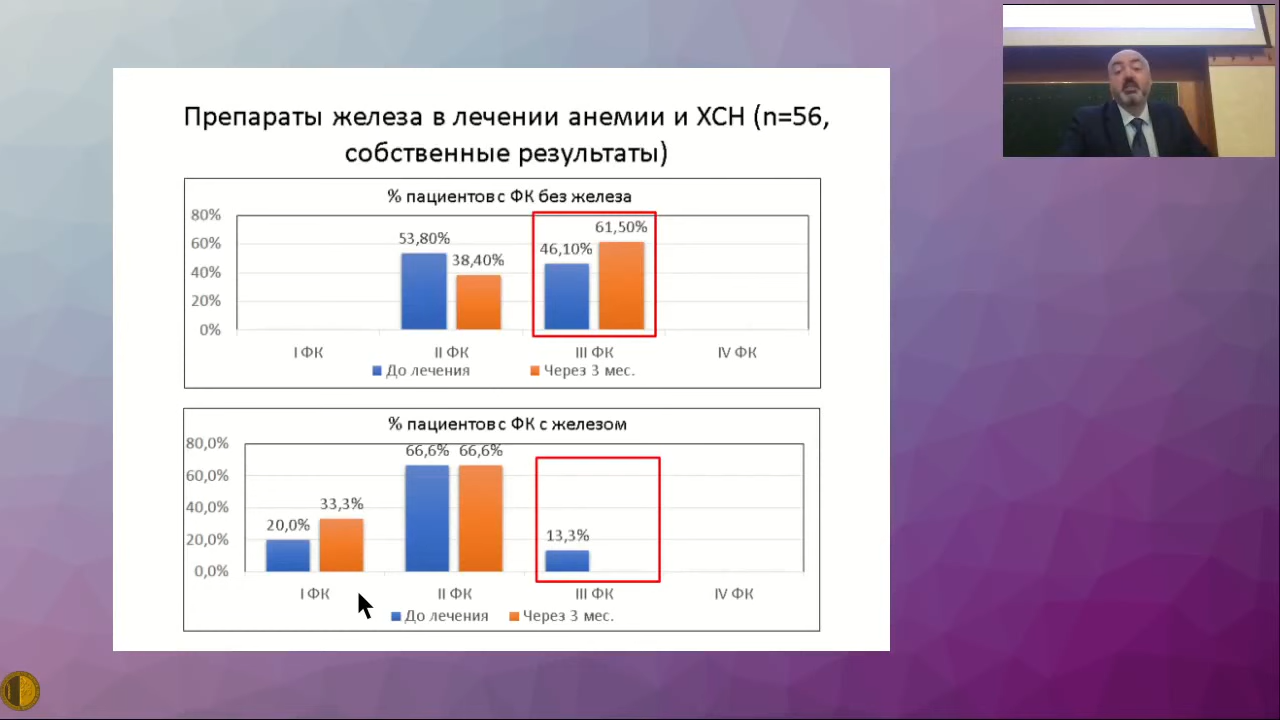 Препараты железа в лечении анемии и ХСН (n=56,
собственные результаты)
% пациентов с ФК без железа
80%
60%
40%
20%
0%
53,80%
38,40%
46,10%
61,50%
I ФК
II ФК
III ФК
IV ФК
До лечения
Через 3 мес.
% пациентов с ФК с железом
80,0%
60,0%
40,0%
20,0%
0,0%
20,0%
33,3%
66,6%
66,6%
13,3%
I ФК
II ФК
III ФК
IV ФК
До лечения
Через 3 мес.